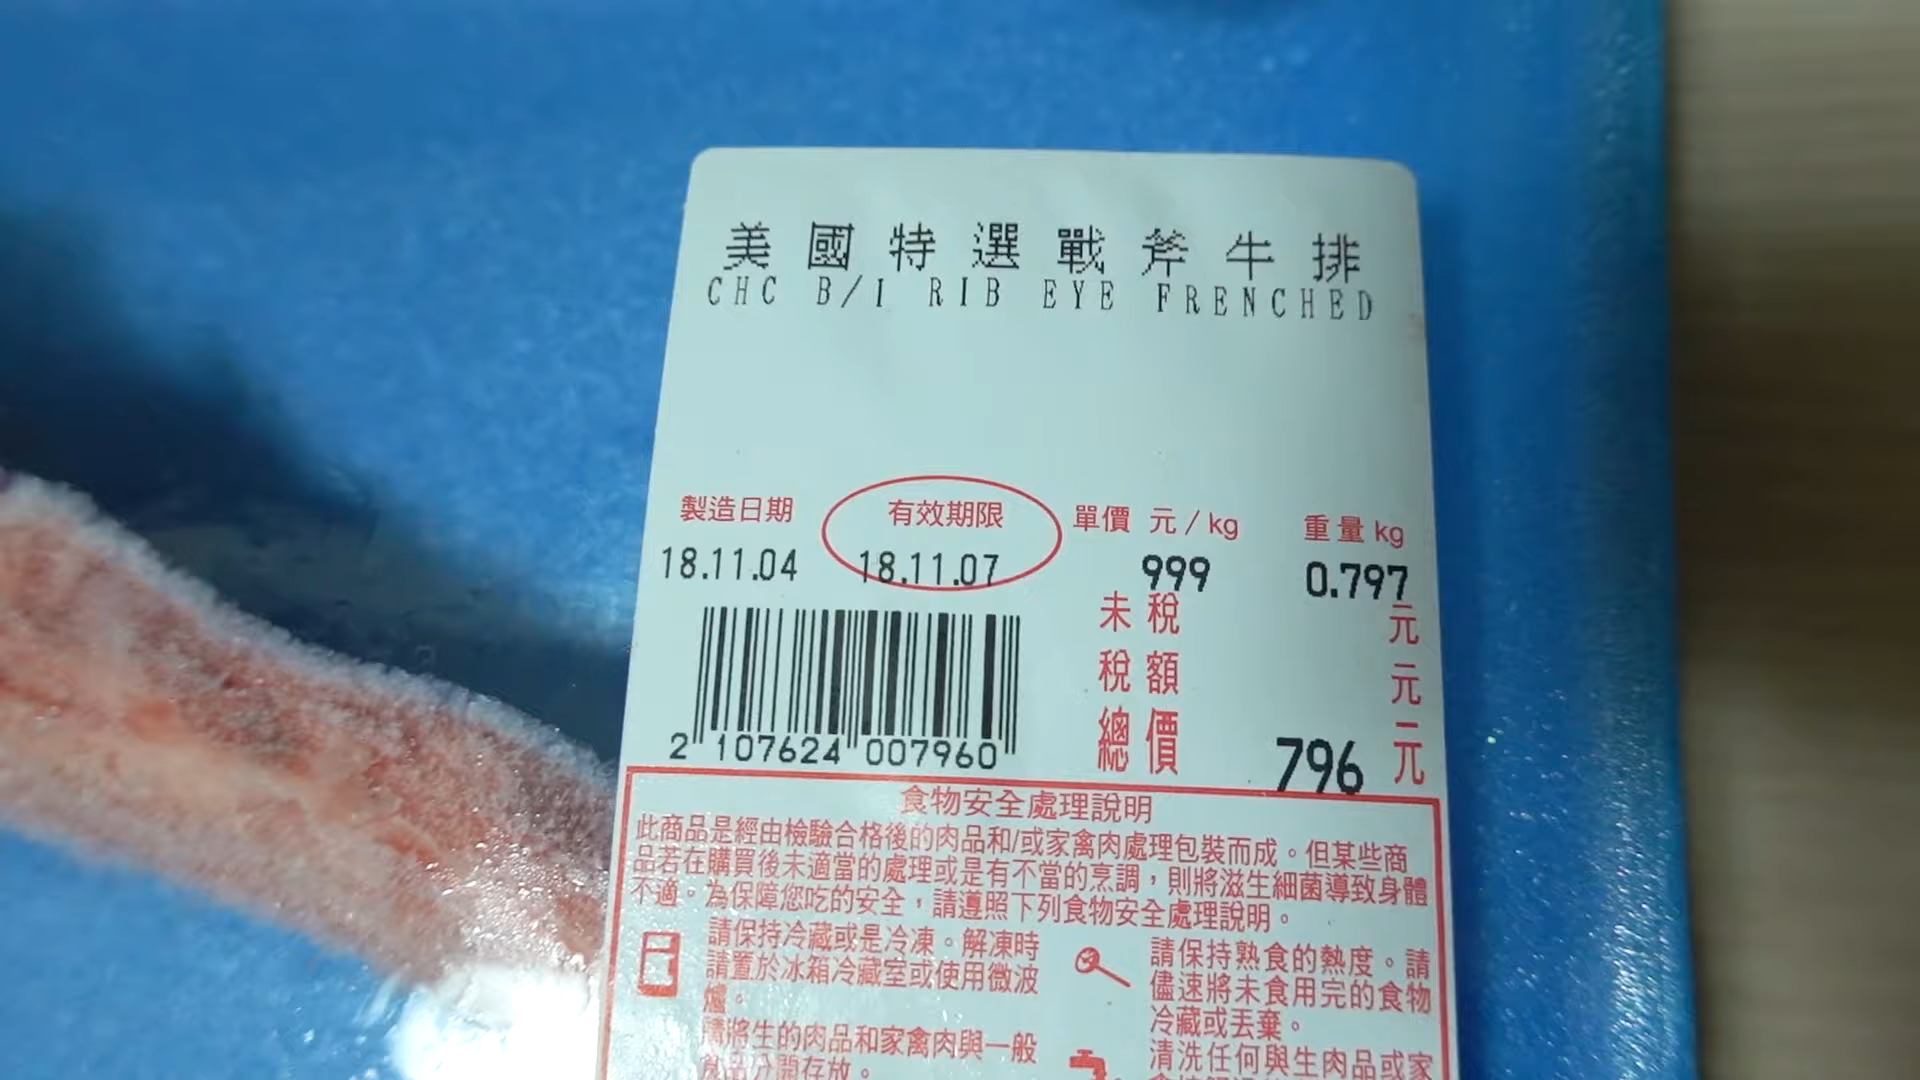 美國特選戰斧牛排
CHC B/I RIB EYE FRENCHED
製造日期 有效期限 單價 元/kg 重量kg
18.11.04 18.11.07 999 0.797
未稅 元
稅額 元
2 107624 007960
總價 796 元
食物安全處理說明
此商品是經由檢驗合格後的肉品和/或家禽肉處理包裝而成。但某些商
品若在購買後未適當的處理或是有不當的烹調，則將滋生細菌導致身體
不適。為保障您吃的安全，請遵照下列食物安全處理說明。
請保持冷藏或是冷凍。解凍時
請置於冰箱冷藏室或使用微波
爐。
請將生的肉品和家禽肉與一般
食品分開存放。
請保持熟食的熱度。請
儘速將未食用完的食物
冷藏或丟棄。
清洗任何與生肉品或家